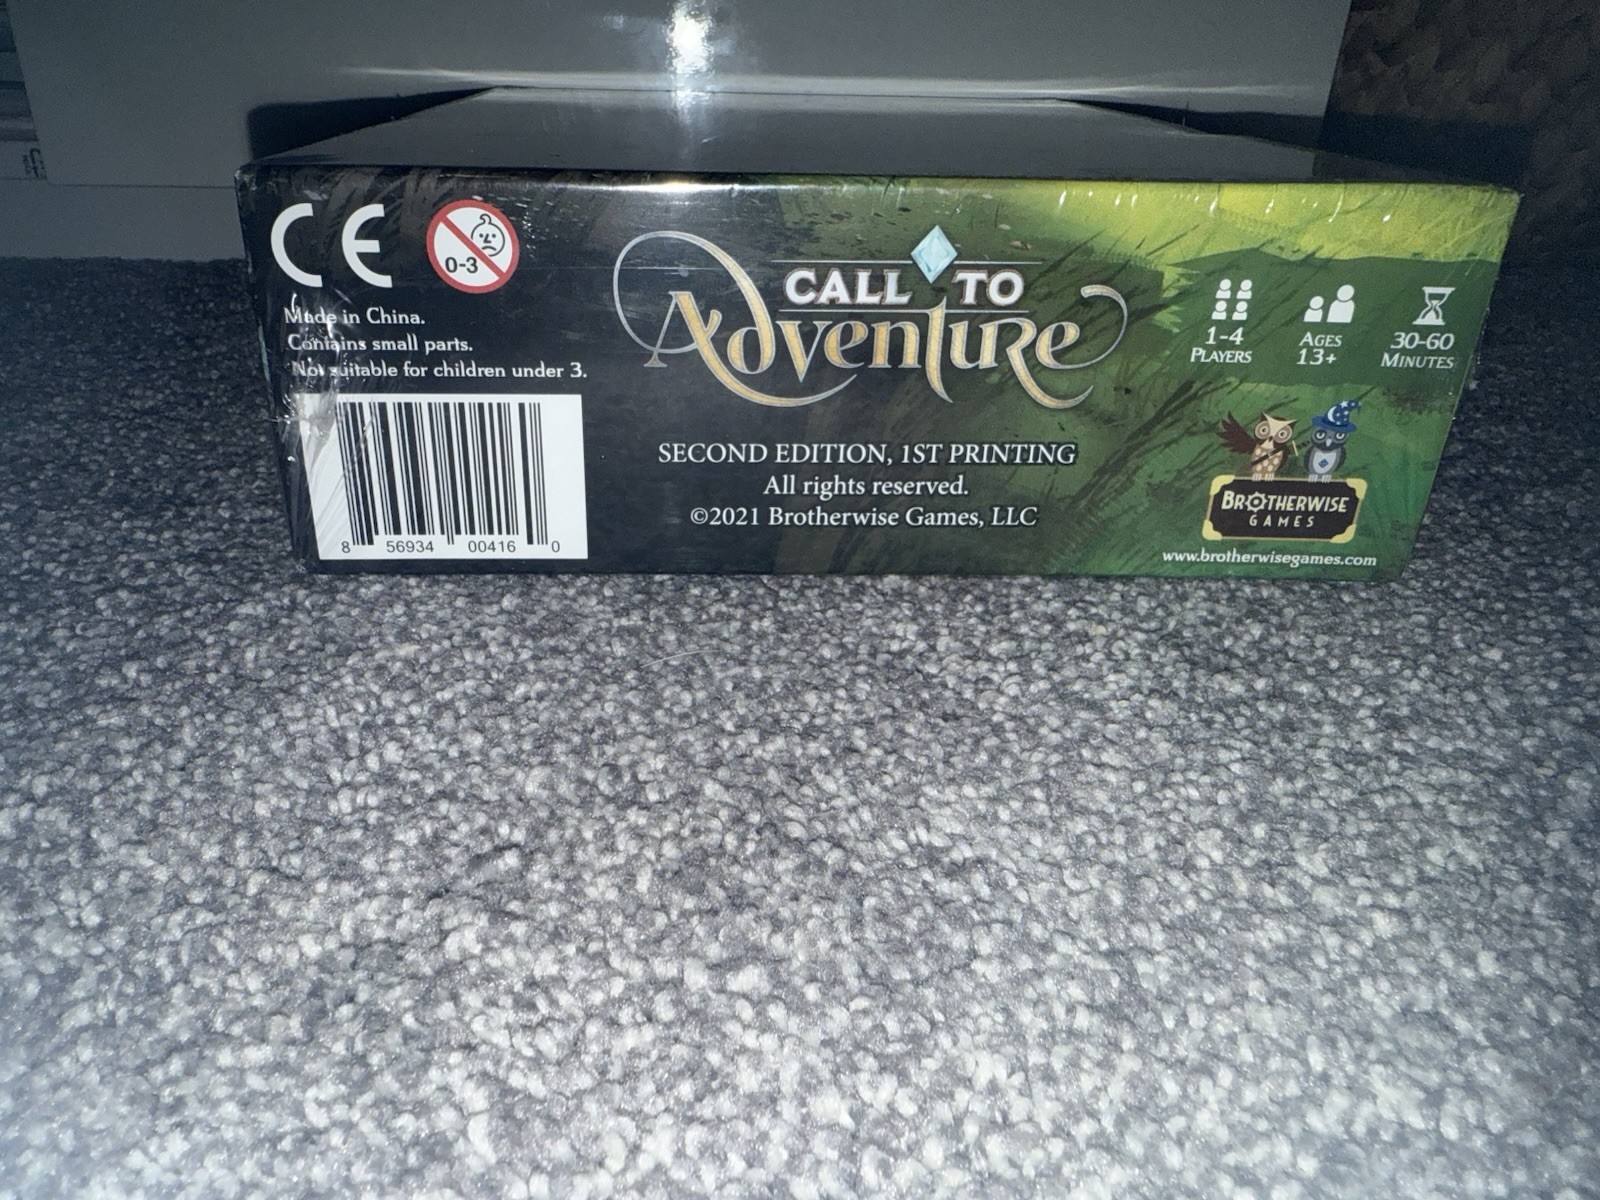 CE
0-3
Made in China.
Contains small parts.
Not suitable for children under 3.
8 56934 00416 0
CALL TO
Adventure
SECOND EDITION, 1ST PRINTING
All rights reserved.
©2021 Brotherwise Games, LLC
1-4
PLAYERS
AGES
13+
30-60
MINUTES
BROTHERWISE
GAMES
www.brotherwisegames.com